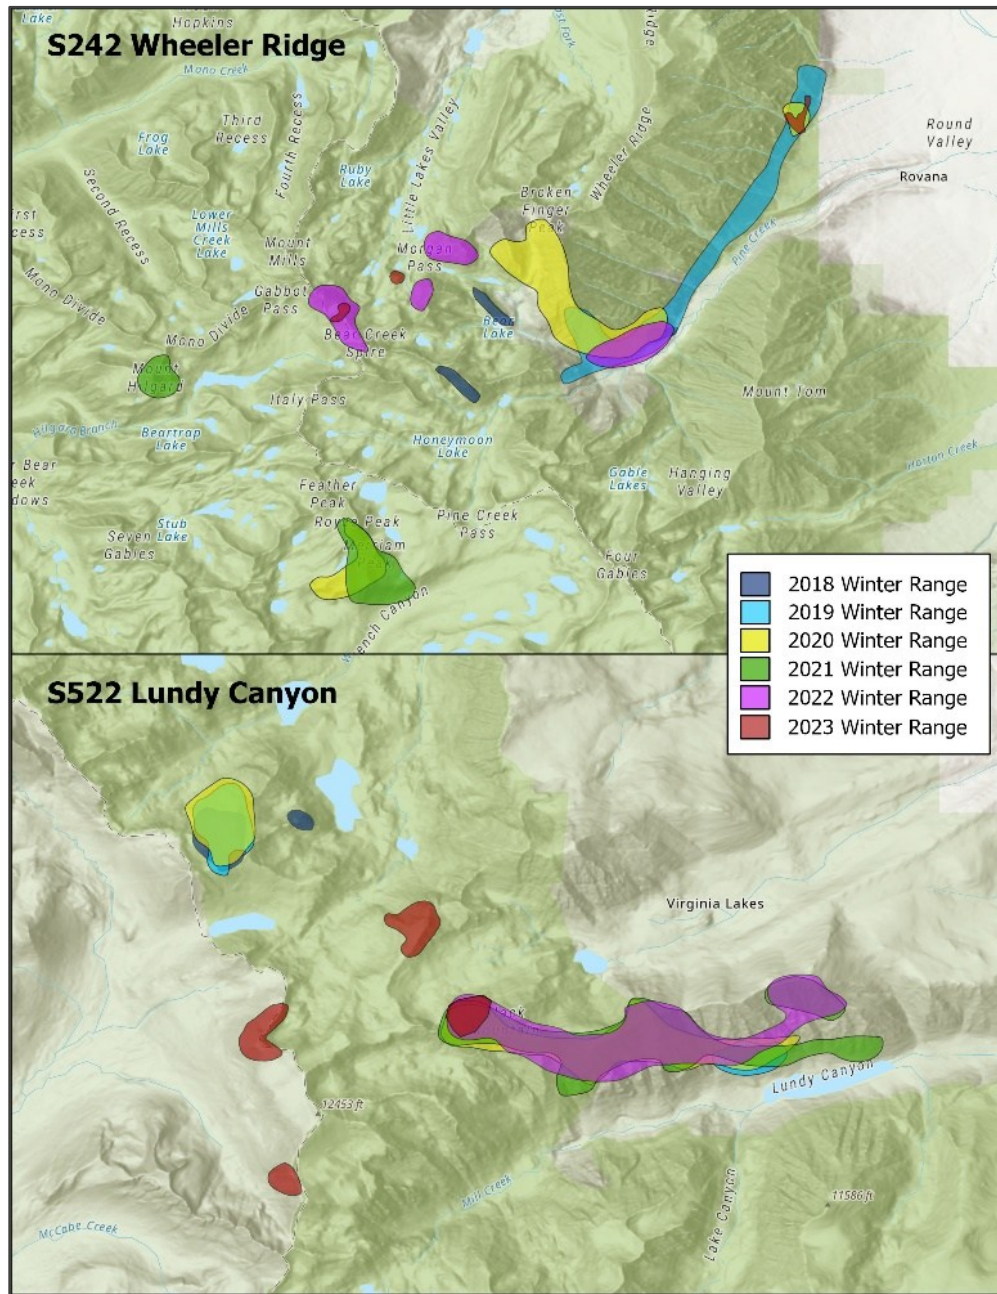 Lake
Hopkins
S242 Wheeler Ridge
Mono Creek
Fork
Ridge
Third
Recess
Frog
Lake
Fourth Recess
Ruby
Lake
Little Lakes Valley
Wheeler Ridge
Round
Valley
Rovana
Second Recess
Lower
Mills
Creek
Lake
Broken
Finger
Peak
Mount
Mills
Morgan
Pass
Pine Creek
Mono Divide
Gabbot
Pass
Mono Divide
Bear Creek
Spire
Bear
Lake
Mount
Hilgard
Italy Pass
Mount Tom
Hilgard Branch
Beartrap
Lake
Honeymoon
Lake
Gable
Lakes
Hanging
Valley
Horton Creek
Feather
Peak
Royce Peak
Stub
Lake
Seven
Gables
Pine Creek
Pass
Four
Gables
2018 Winter Range
2019 Winter Range
2020 Winter Range
2021 Winter Range
2022 Winter Range
2023 Winter Range
S522 Lundy Canyon
Virginia Lakes
Lundy Canyon
12453 ft
Mill Creek
Lake Canyon
11586 ft
McCabe Creek